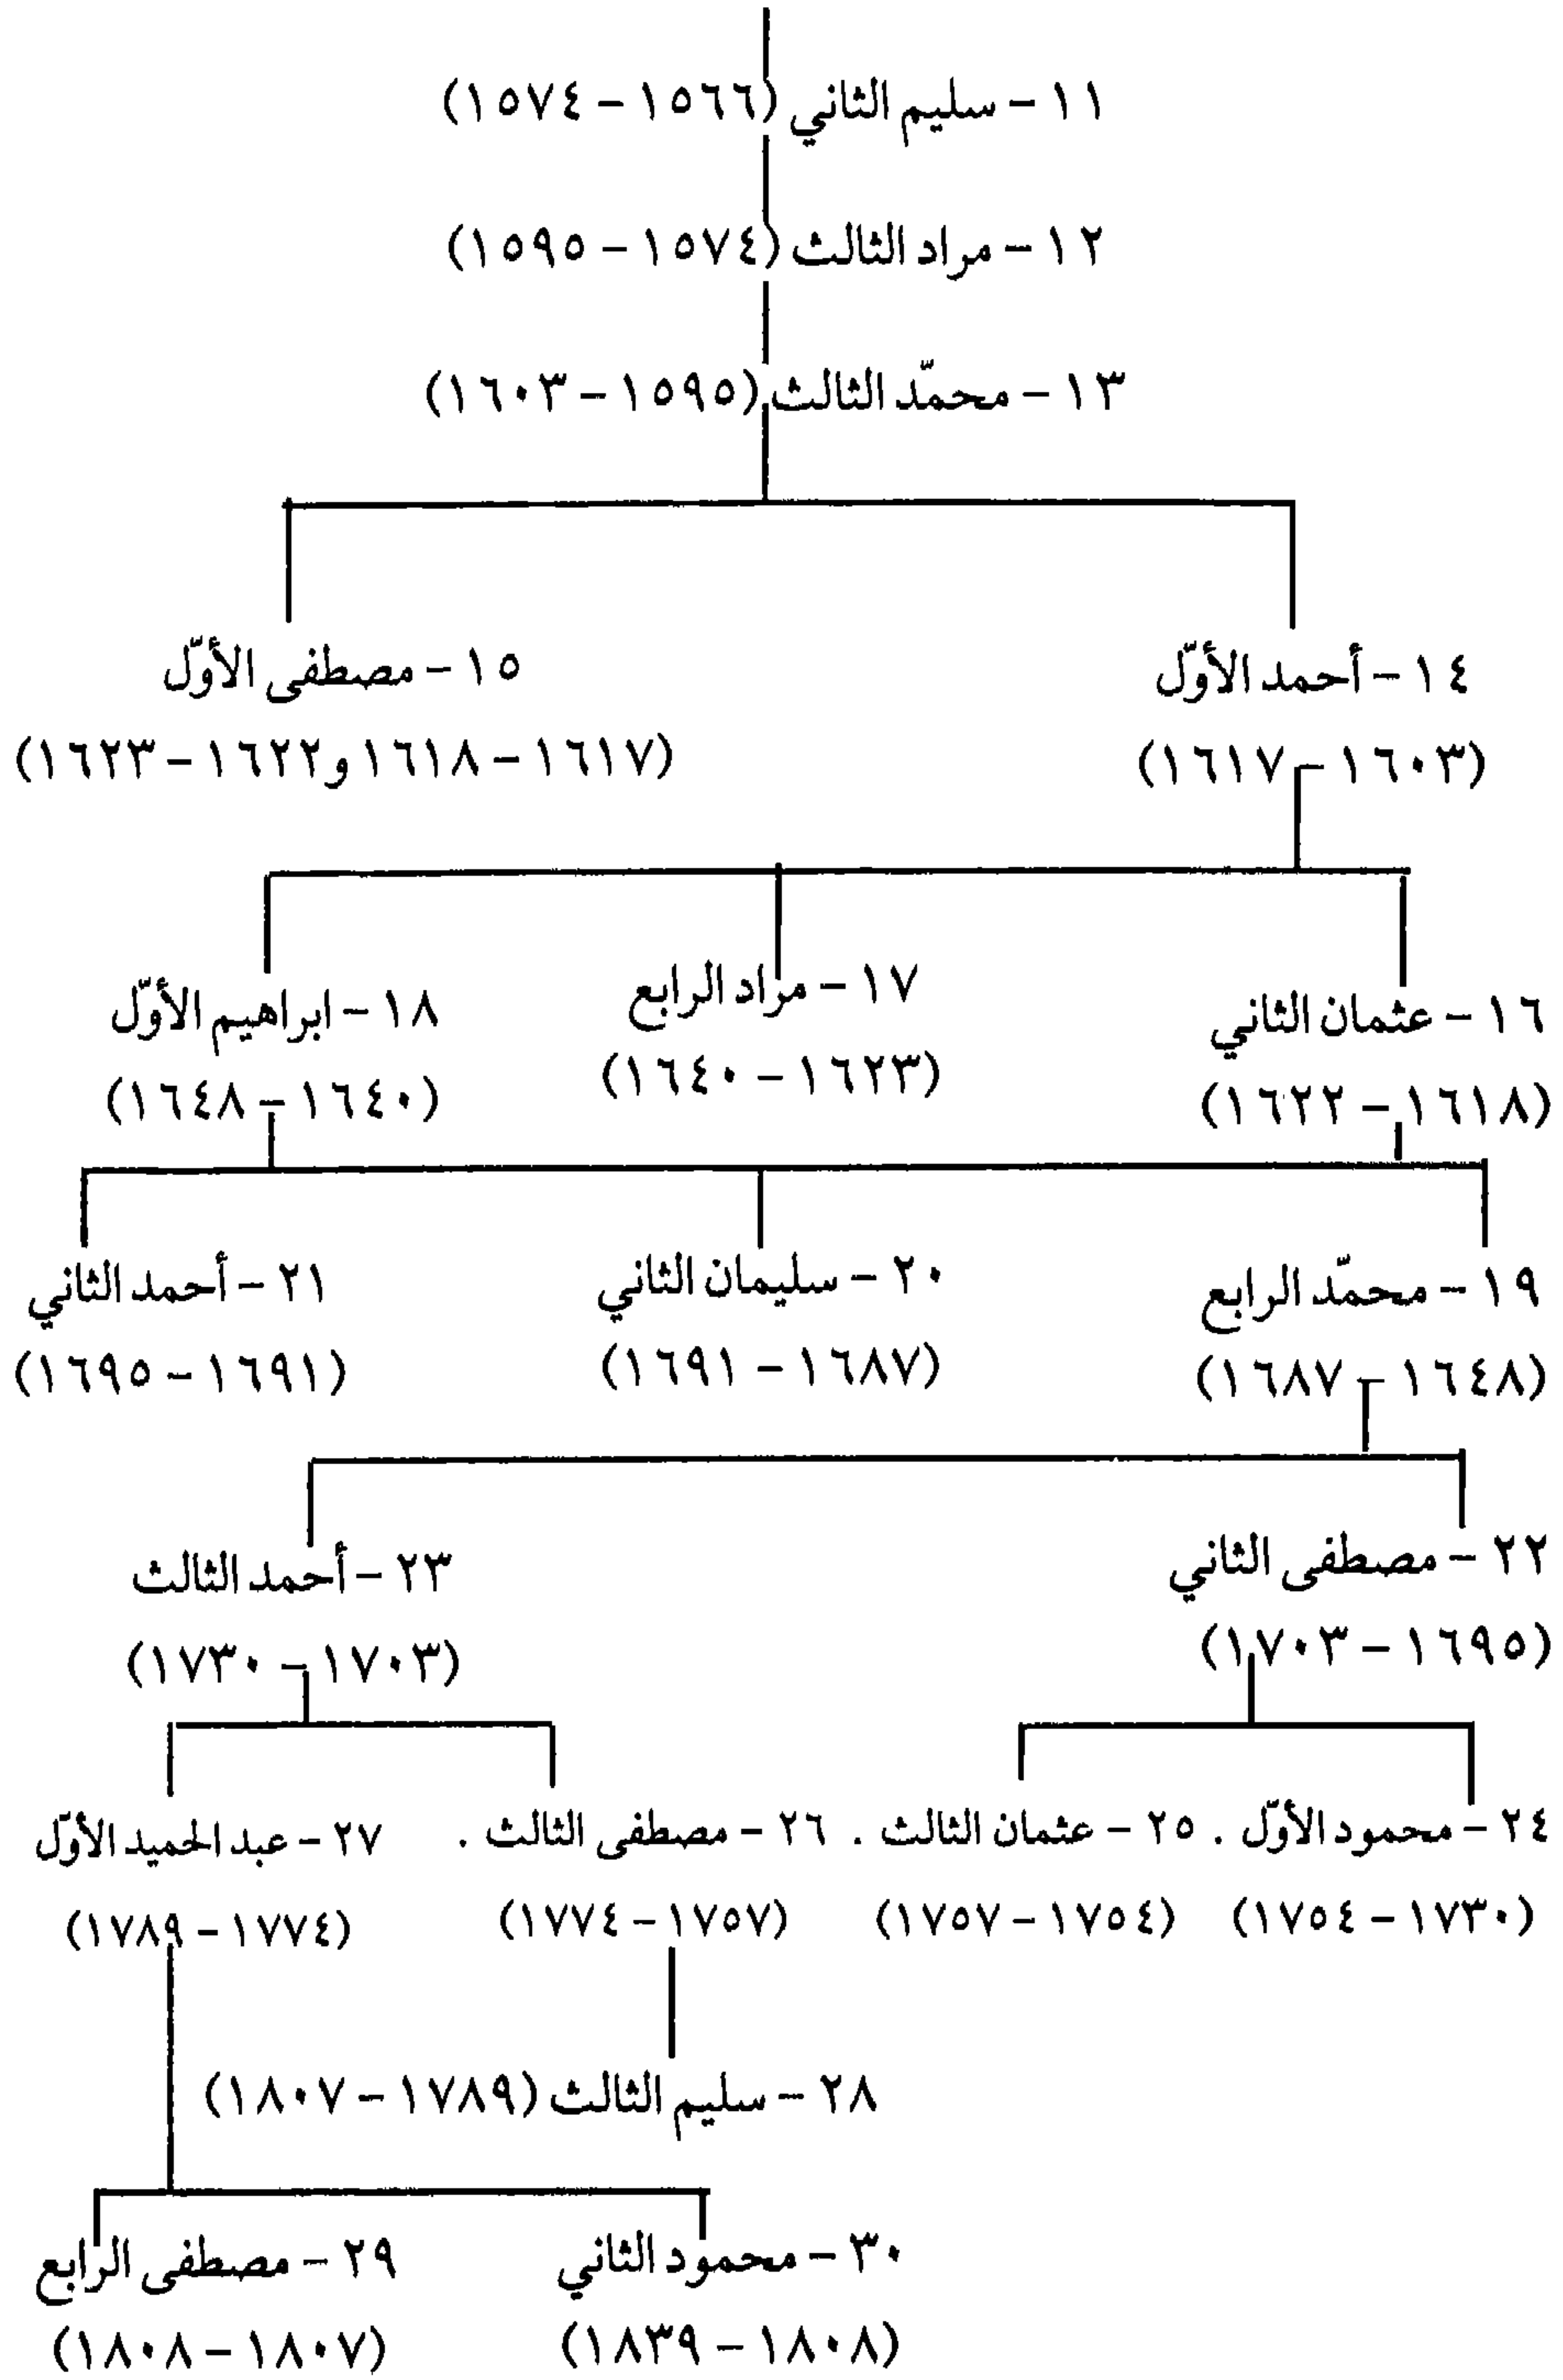 ١١ - سليم الثاني (١٥٦٦ - ١٥٧٤)
١٢ - مراد الثالث (١٥٧٤ - ١٥٩٥)
١٣ - محمّد الثالث (١٥٩٥ - ١٦٠٣)
١٤ - أحمد الأوّل
(١٦٠٣ - ١٦١٧)
١٥ - مصطفى الأوّل
(١٦١٧ - ١٦١٨ و١٦٢٢ - ١٦٢٣)
١٦ - عثمان الثاني
(١٦١٨ - ١٦٢٢)
١٧ - مراد الرابع
(١٦٢٣ - ١٦٤٠)
١٨ - ابراهيم الأوّل
(١٦٤٠ - ١٦٤٨)
١٩ - محمّد الرابع
(١٦٤٨ - ١٦٨٧)
٢٠ - سليمان الثاني
(١٦٨٧ - ١٦٩١)
٢١ - أحمد الثاني
(١٦٩١ - ١٦٩٥)
٢٢ - مصطفى الثاني
(١٦٩٥ - ١٧٠٣)
٢٣ - أحمد الثالث
(١٧٠٣ - ١٧٣٠)
٢٤ - محمود الأوّل .
(١٧٣٠ - ١٧٥٤)
٢٥ - عثمان الثالث .
(١٧٥٤ - ١٧٥٧)
٢٦ - مصطفى الثالث .
(١٧٥٧ - ١٧٧٤)
٢٧ - عبد الحميد الأوّل
(١٧٧٤ - ١٧٨٩)
٢٨ - سليم الثالث (١٧٨٩ - ١٨٠٧)
٣٠ - محمود الثاني
(١٨٠٨ - ١٨٣٩)
٢٩ - مصطفى الرابع
(١٨٠٧ - ١٨٠٨)